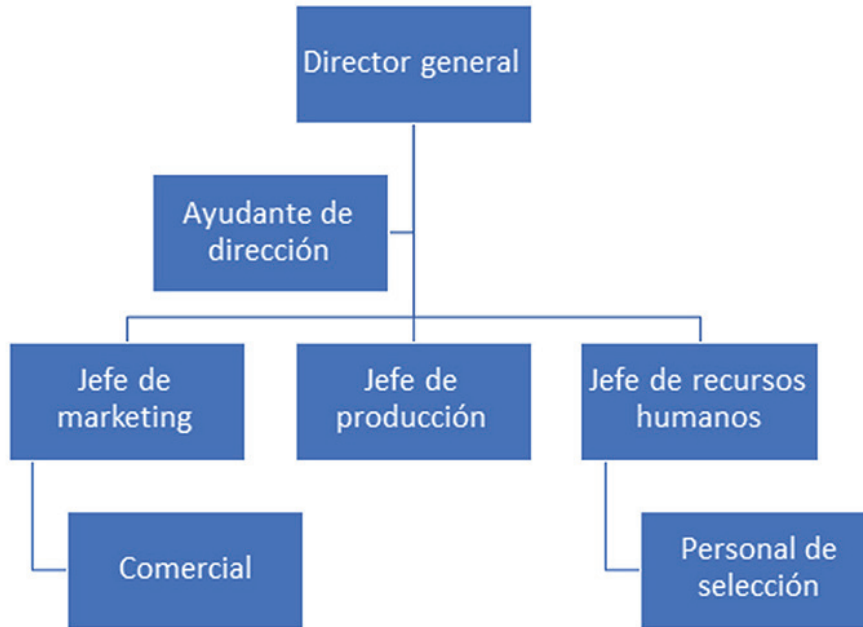 Director general
Ayudante de
dirección
Jefe de
marketing
Jefe de
producción
Jefe de recursos
humanos
Comercial
Personal de
selección